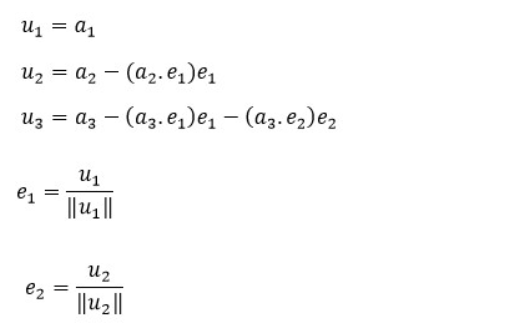 u₁ = a₁
u₂ = a₂ − (a₂. e₁)e₁
u₃ = a₃ − (a₃. e₁)e₁ − (a₃. e₂)e₂
e₁ = u₁ / ‖u₁‖
e₂ = u₂ / ‖u₂‖